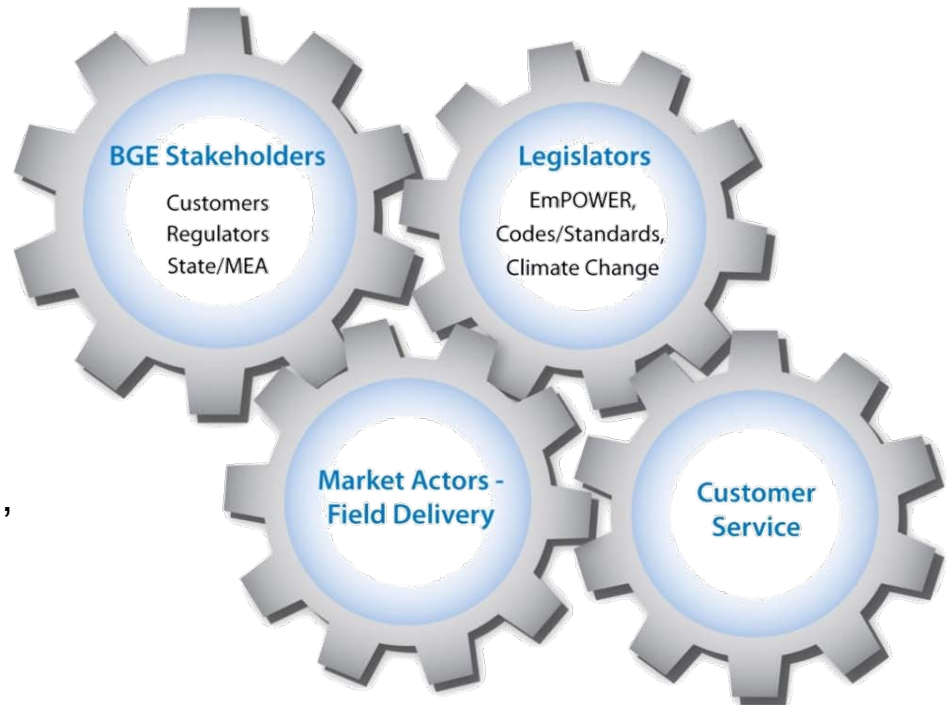 BGE Stakeholders
Customers
Regulators
State/MEA
Legislators
EmPOWER,
Codes/Standards,
Climate Change
,
Market Actors -
Field Delivery
Customer
Service